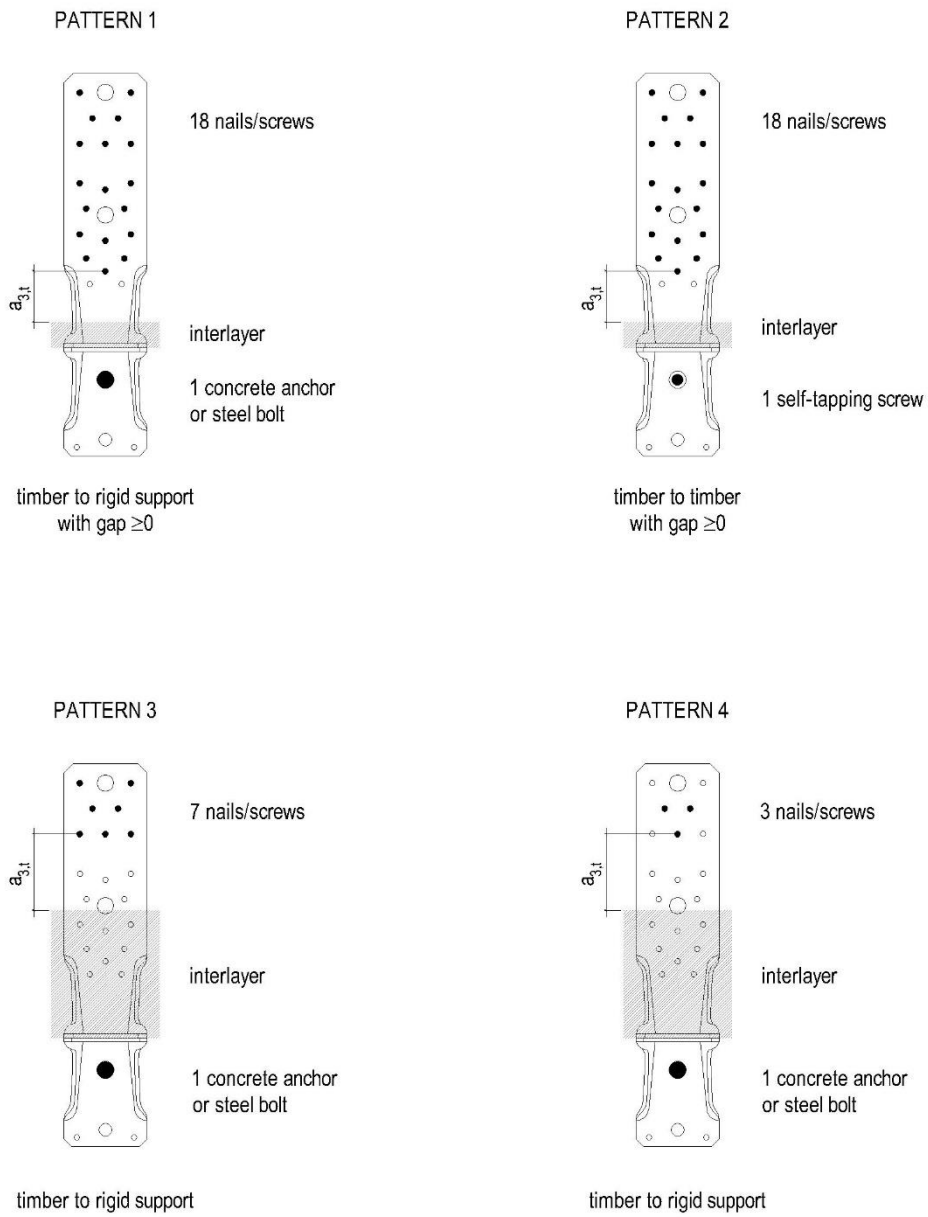 PATTERN 1
18 nails/screws
a3,t
interlayer
1 concrete anchor
or steel bolt
timber to rigid support
with gap ≥0
PATTERN 2
18 nails/screws
a3,t
interlayer
1 self-tapping screw
timber to timber
with gap ≥0
PATTERN 3
7 nails/screws
a3,t
interlayer
1 concrete anchor
or steel bolt
timber to rigid support
PATTERN 4
3 nails/screws
a3,t
interlayer
1 concrete anchor
or steel bolt
timber to rigid support